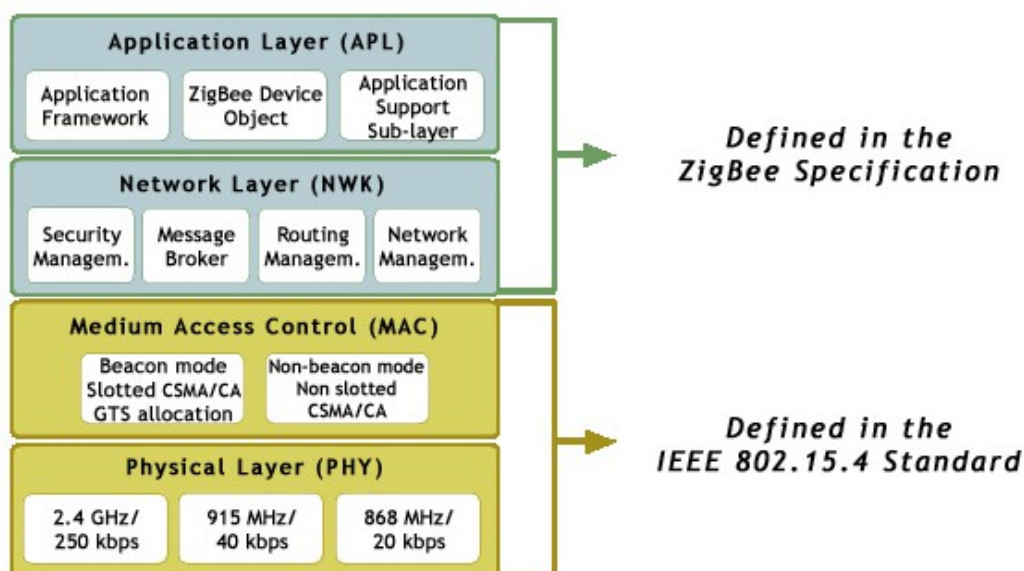 Application Layer (APL)
Application
Framework
ZigBee Device
Object
Application
Support
Sub-layer
Defined in the
ZigBee Specification
Network Layer (NWK)
Security
Managem.
Message
Broker
Routing
Managem.
Network
Managem.
Medium Access Control (MAC)
Beacon mode
Slotted CSMA/CA
GTS allocation
Non-beacon mode
Non slotted
CSMA/CA
Defined in the
IEEE 802.15.4 Standard
Physical Layer (PHY)
2.4 GHz/
250 kbps
915 MHz/
40 kbps
868 MHz/
20 kbps